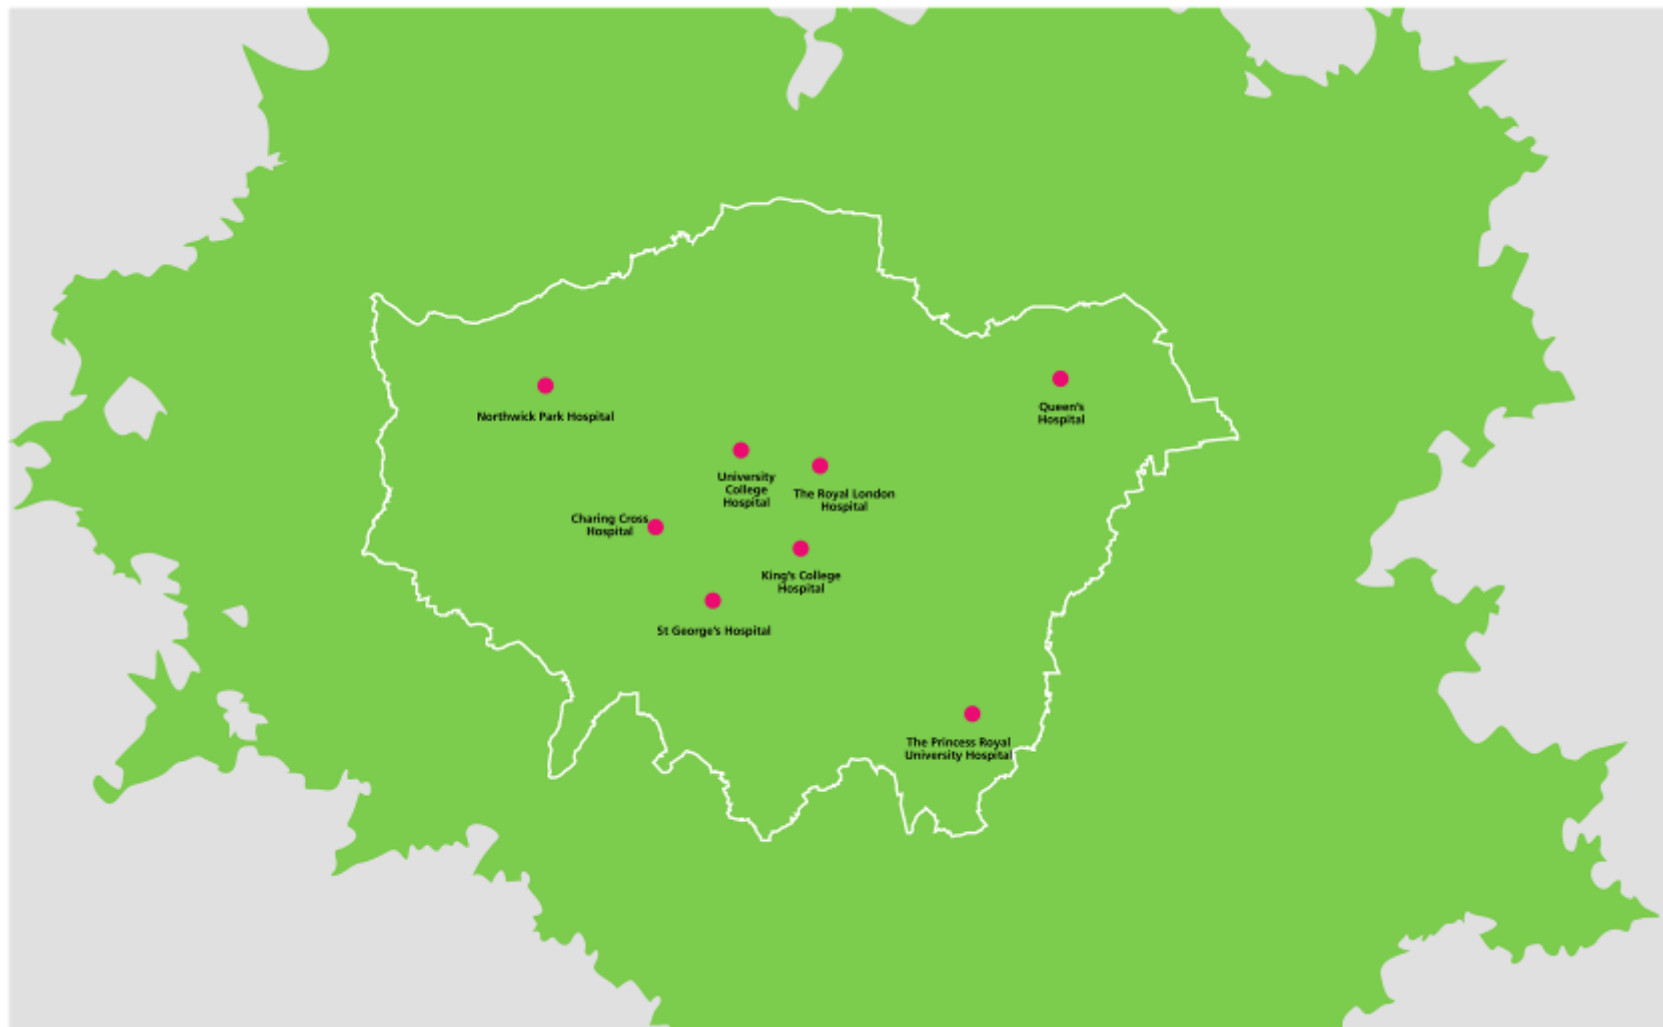 Northwick Park Hospital
Queen's
Hospital
University
College
Hospital
The Royal London
Hospital
Charing Cross
Hospital
King's College
Hospital
St George's Hospital
The Princess Royal
University Hospital